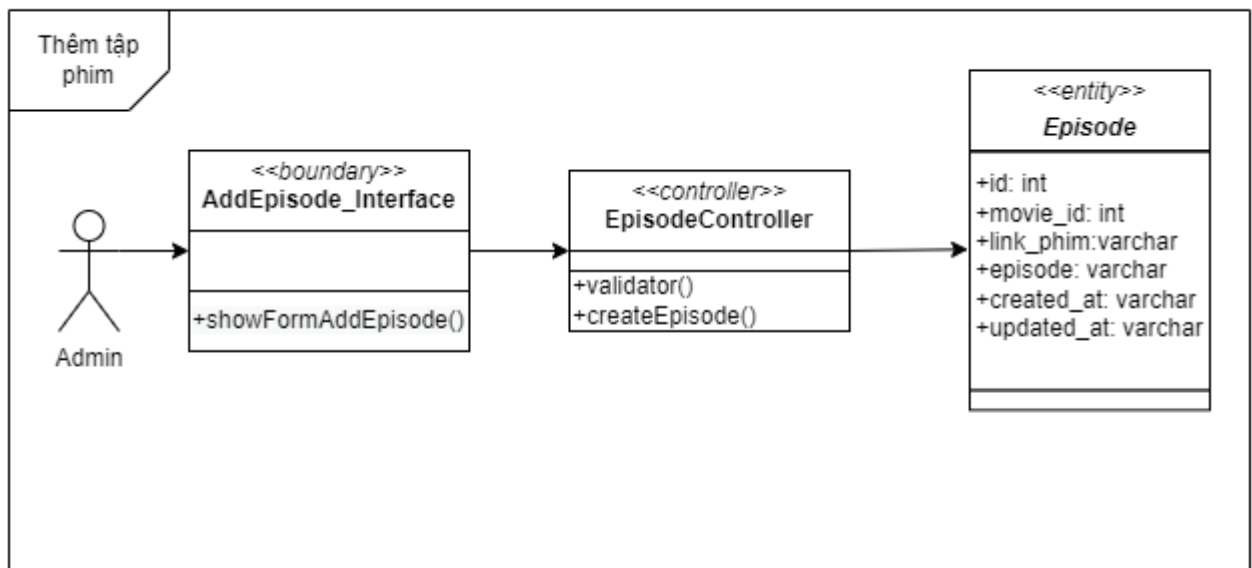 Thêm tập
phim
<<entity>>
Episode
<<boundary>>
AddEpisode_Interface
<<controller>>
EpisodeController
+id: int
+movie_id: int
+link_phim:varchar
+episode: varchar
+created_at: varchar
+updated_at: varchar
+validator()
+createEpisode()
+showFormAddEpisode()
Admin